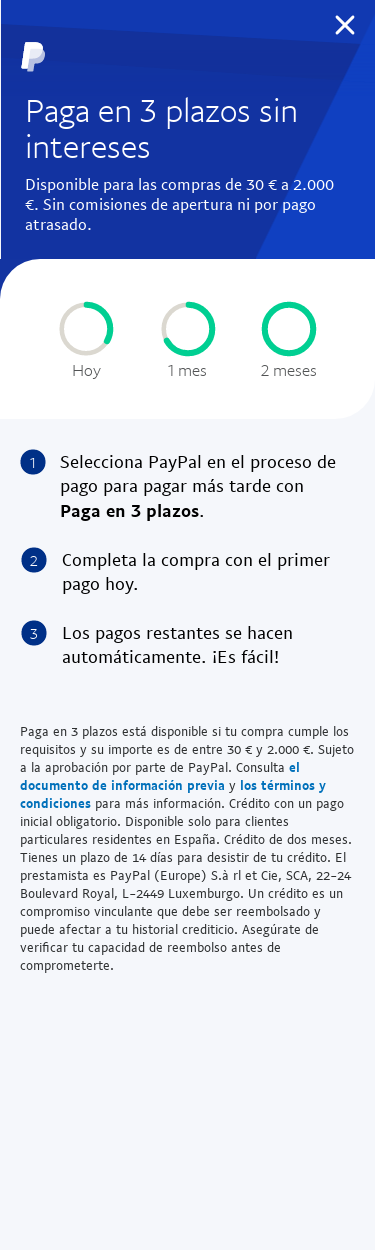 Paga en 3 plazos sin
intereses
Disponible para las compras de 30 € a 2.000
€. Sin comisiones de apertura ni por pago
atrasado.
Hoy
1 mes
2 meses
1 Selecciona PayPal en el proceso de
pago para pagar más tarde con
Paga en 3 plazos.
2 Completa la compra con el primer
pago hoy.
3 Los pagos restantes se hacen
automáticamente. ¡Es fácil!
Paga en 3 plazos está disponible si tu compra cumple los
requisitos y su importe es de entre 30 € y 2.000 €. Sujeto
a la aprobación por parte de PayPal. Consulta el
documento de información previa y los términos y
condiciones para más información. Crédito con un pago
inicial obligatorio. Disponible solo para clientes
particulares residentes en España. Crédito de dos meses.
Tienes un plazo de 14 días para desistir de tu crédito. El
prestamista es PayPal (Europe) S.à rl et Cie, SCA, 22-24
Boulevard Royal, L-2449 Luxemburgo. Un crédito es un
compromiso vinculante que debe ser reembolsado y
puede afectar a tu historial crediticio. Asegúrate de
verificar tu capacidad de reembolso antes de
comprometerte.